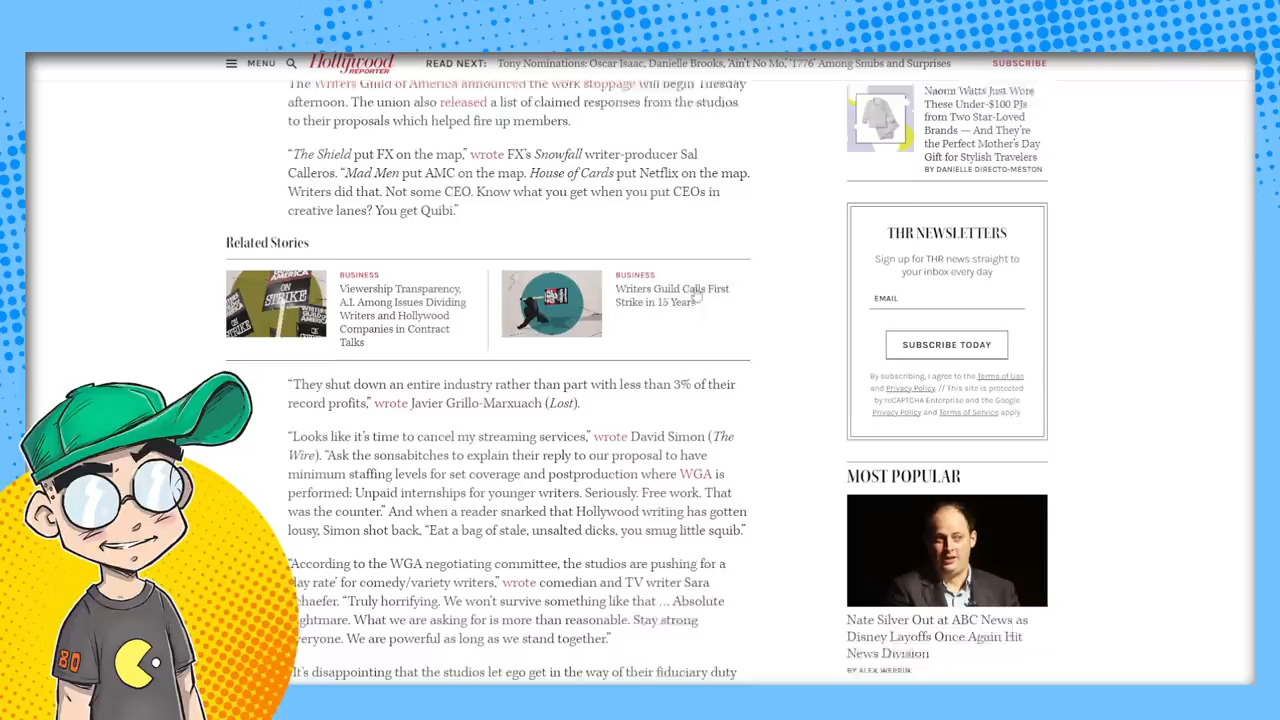 MENU
Hollywood
REPORTER
READ NEXT: Tony Nominations: Oscar Isaac, Danielle Brooks, 'Ain't No Mo,' '1776' Among Snubs and Surprises
SUBSCRIBE
The Writers Guild of America announced the work stoppage will begin Tuesday
afternoon. The union also released a list of claimed responses from the studios
to their proposals which helped fire up members.
“The Shield put FX on the map,” wrote FX's Snowfall writer-producer Sal
Calleros. “Mad Men put AMC on the map. House of Cards put Netflix on the map.
Writers did that. Not some CEO. Know what you get when you put CEOs in
creative lanes? You get Quibi.”
Related Stories
AMERICA
ON
STRIKE
BUSINESS
Viewership Transparency,
A.I. Among Issues Dividing
Writers and Hollywood
Companies in Contract
Talks
BUSINESS
Writers Guild Calls First
Strike in 15 Years
“They shut down an entire industry rather than part with less than 3% of their
record profits,” wrote Javier Grillo-Marxuach (Lost).
“Looks like it's time to cancel my streaming services,” wrote David Simon (The
Wire). “Ask the sonsabitches to explain their reply to our proposal to have
minimum staffing levels for set coverage and postproduction where WGA is
performed: Unpaid internships for younger writers. Seriously. Free work. That
was the counter.” And when a reader snarked that Hollywood writing has gotten
lousy, Simon shot back, “Eat a bag of stale, unsalted dicks, you smug little squib.”
“According to the WGA negotiating committee, the studios are pushing for a
day rate' for comedy/variety writers,” wrote comedian and TV writer Sara
chaefer. “Truly horrifying. We won't survive something like that ... Absolute
ightmare. What we are asking for is more than reasonable. Stay strong
veryone. We are powerful as long as we stand together.”
It's disappointing that the studios let ego get in the way of their fiduciary duty
Naomi Watts Just Wore
These Under-$100 PJs
from Two Star-Loved
Brands — And They're
the Perfect Mother's Day
Gift for Stylish Travelers
BY DANIELLE DIRECTO-MESTON
THR NEWSLETTERS
Sign up for THR news straight to
your inbox every day
EMAIL
SUBSCRIBE TODAY
By subscribing, I agree to the Terms of Use
and Privacy Policy. // This site is protected
by reCAPTCHA Enterprise and the Google
Privacy Policy and Terms of Service apply
MOST POPULAR
Nate Silver Out at ABC News as
Disney Layoffs Once Again Hit
News Division
BY ALEX WEPRIN
80